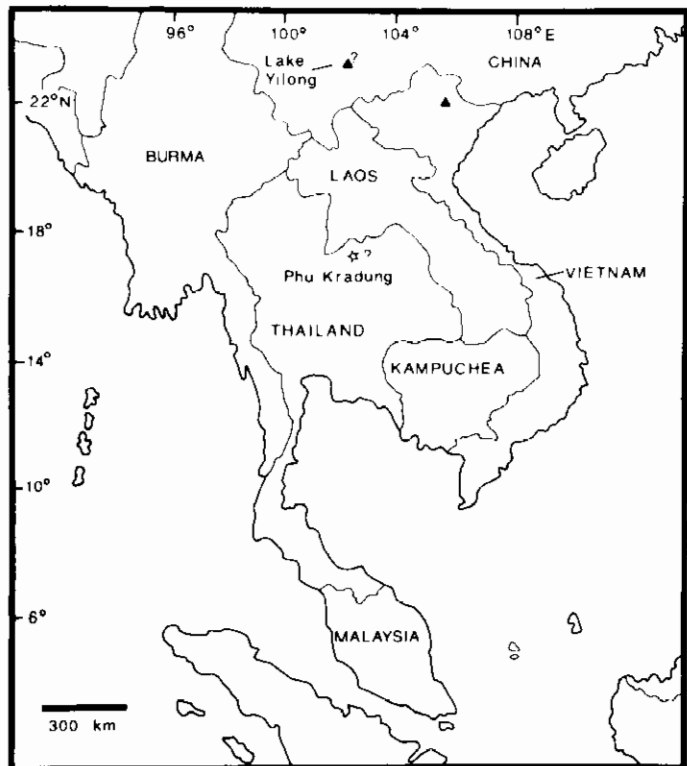 96° 100° 104° 108°E
Lake
Yilong
?
CHINA
22°N
BURMA
LAOS
18°
?
Phu Kradung
VIETNAM
THAILAND
14°
KAMPUCHEA
10°
6°
MALAYSIA
300 km